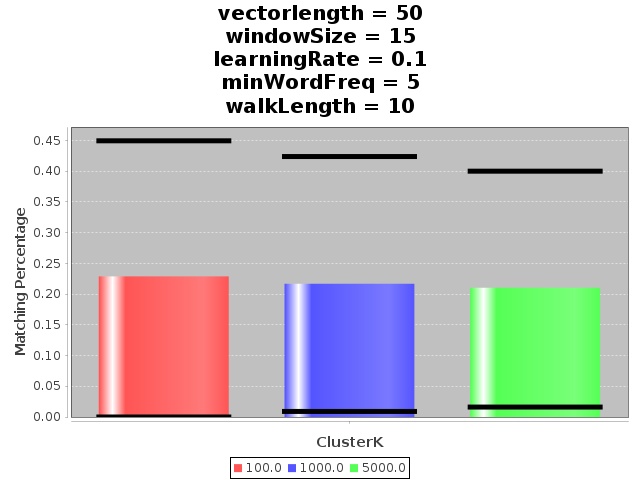 vectorlength = 50
windowSize = 15
learningRate = 0.1
minWordFreq = 5
walkLength = 10
0.45
0.40
0.35
0.30
0.25
0.20
0.15
0.10
0.05
0.00
Matching Percentage
ClusterK
100.0 1000.0 5000.0